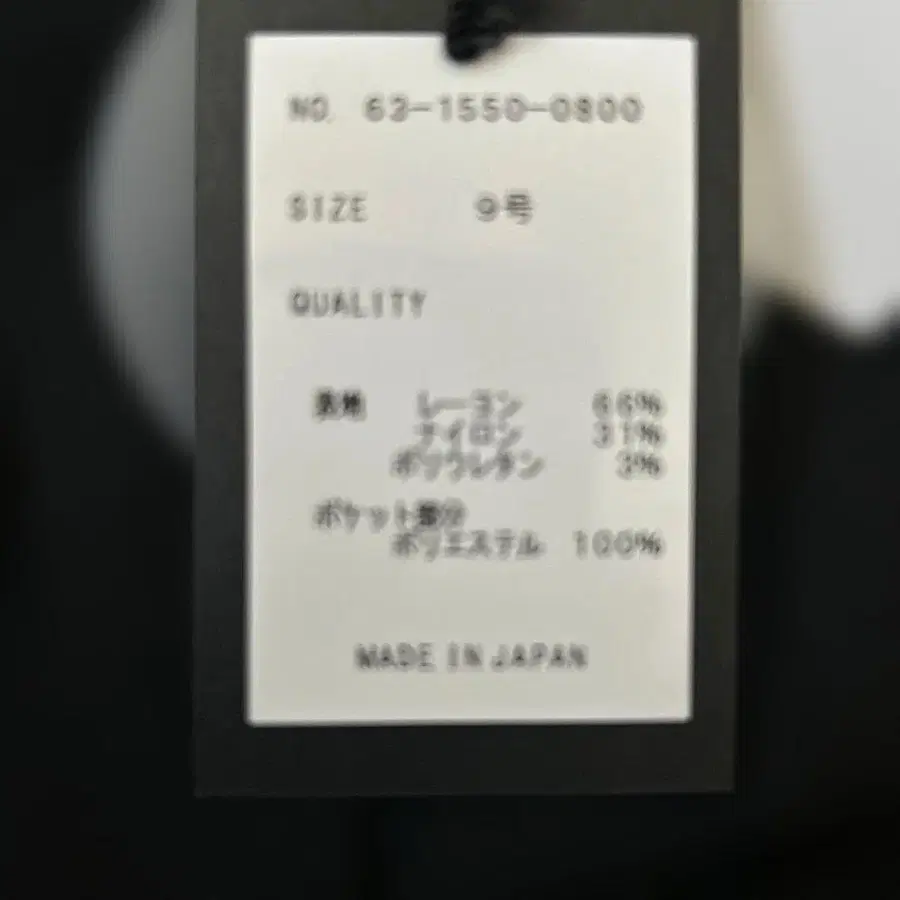 NO. 63-1550-0800
SIZE 9号
QUALITY
表地 レーヨン 66%
ナイロン 31%
ポリウレタン 3%
ポケット部分
ポリエステル 100%
MADE IN JAPAN